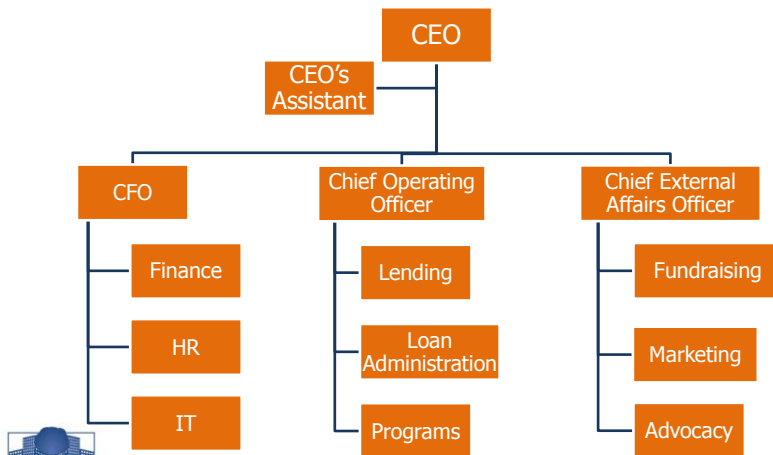 CEO
CEO’s
Assistant
CFO
Chief Operating
Officer
Chief External
Affairs Officer
Finance
Lending
Fundraising
HR
Loan
Administration
Marketing
IT
Programs
Advocacy